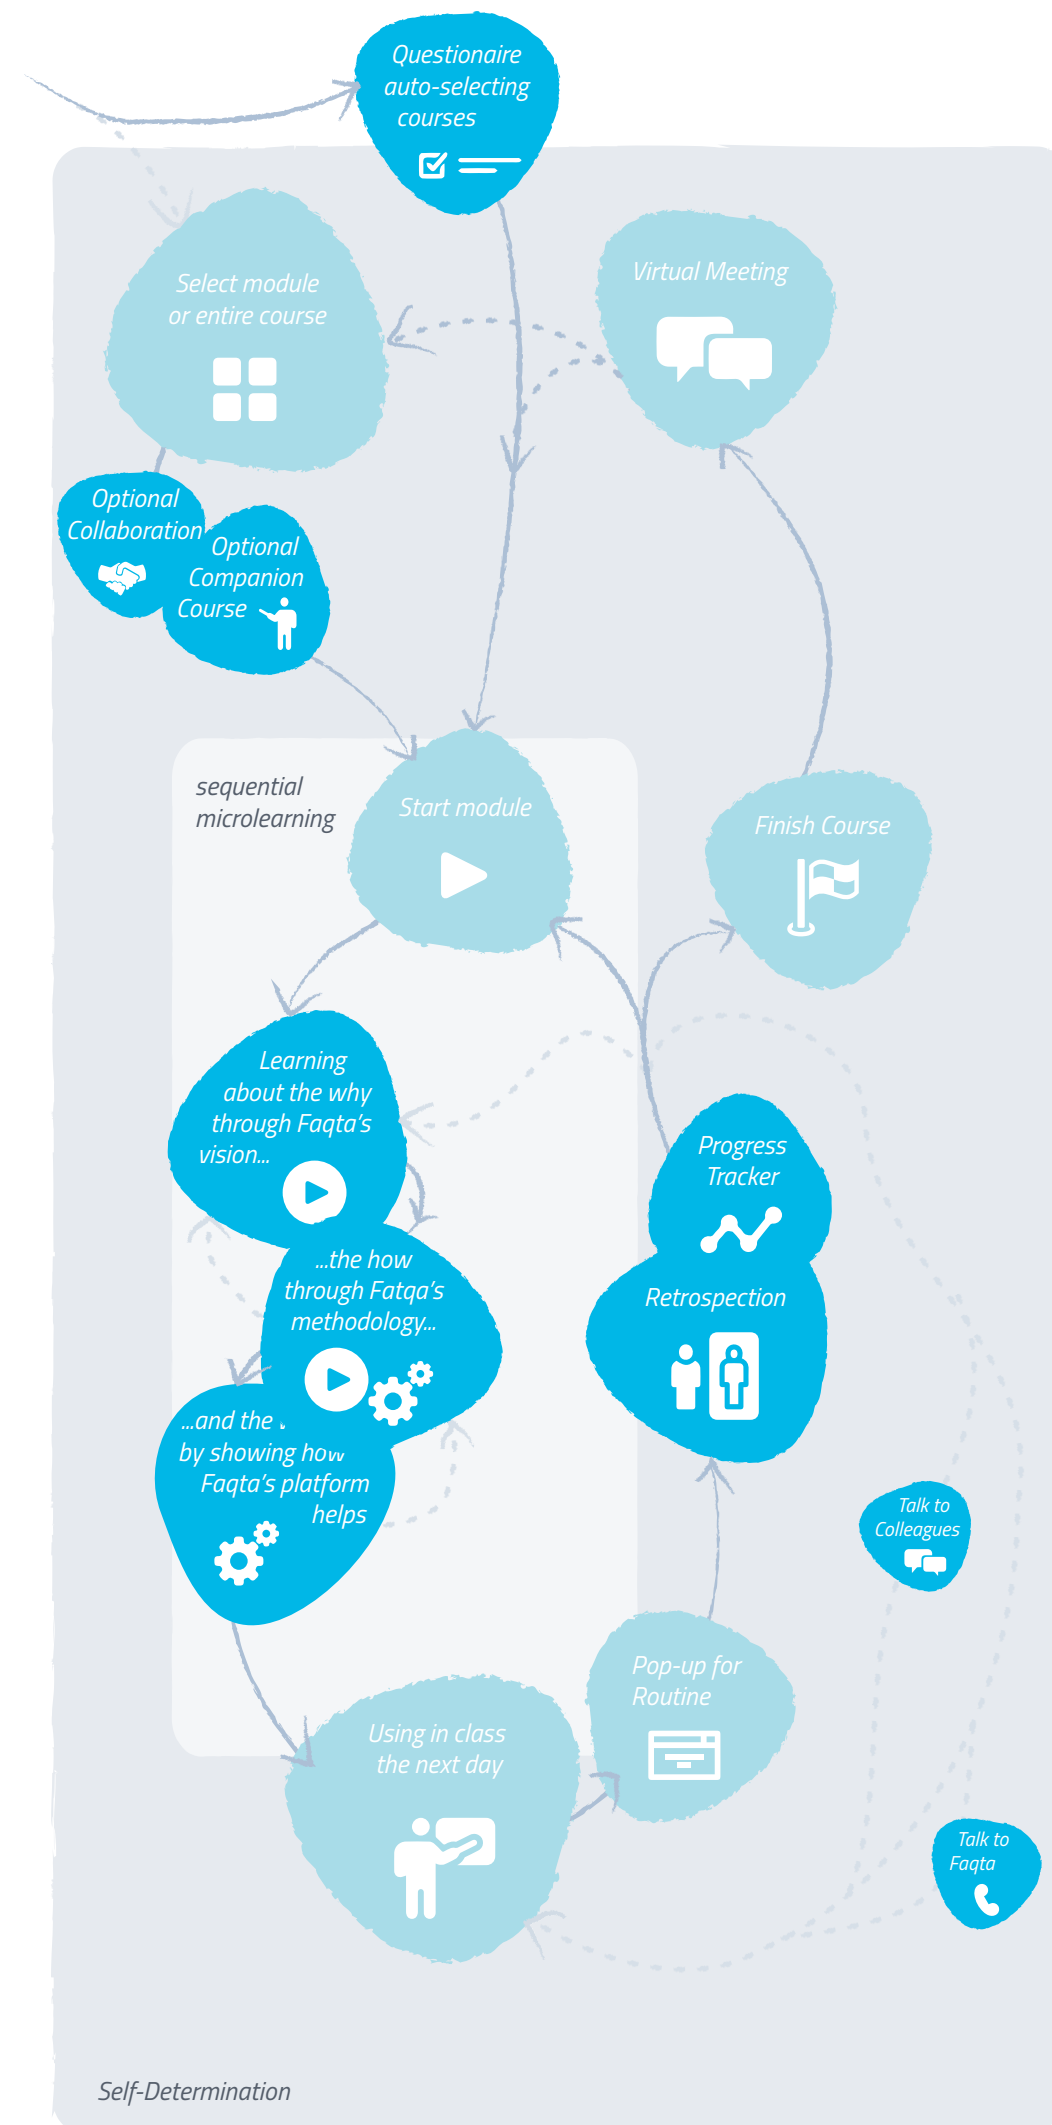 Questionaire
auto-selecting
courses
Select module
or entire course
Virtual Meeting
Optional
Collaboration
Optional
Companion
Course
sequential
microlearning
Start module
Finish Course
Learning
about the why
through Faqta's
vision...
Progress
Tracker
...the how
through Fatqa's
methodology...
Retrospection
...and the
by showing how
Faqta's platform
helps
Talk to
Colleagues
Pop-up for
Routine
Using in class
the next day
Talk to
Faqta
Self-Determination